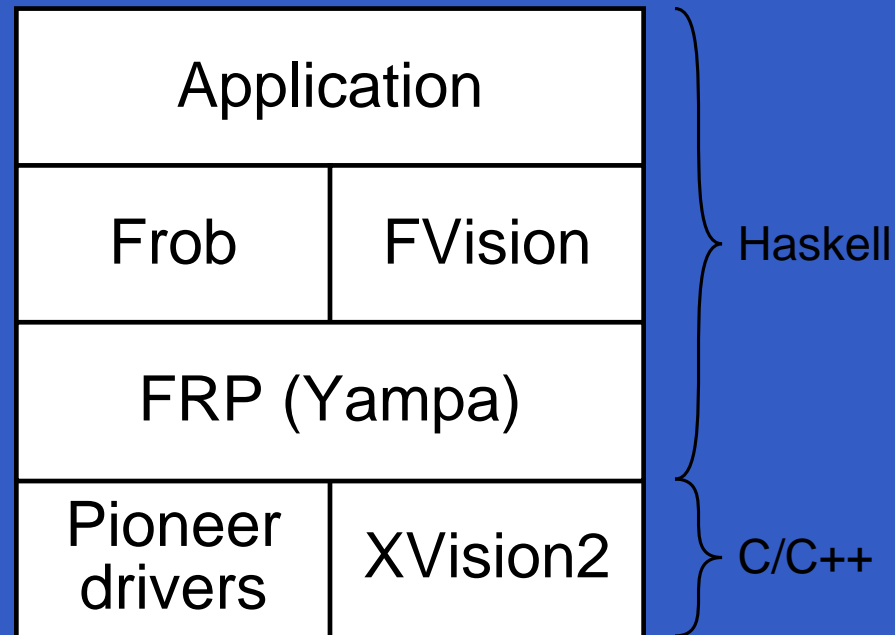 Application
Frob
FVision
Haskell
FRP (Yampa)
Pioneer
drivers
XVision2
C/C++